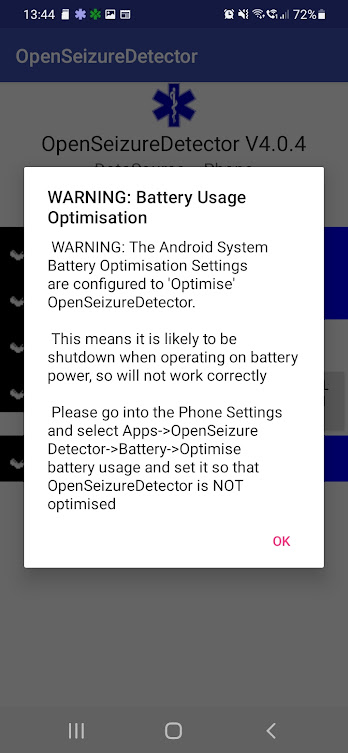 13:44
72%
OpenSeizureDetector
OpenSeizureDetector V4.0.4
DataSource = Phone
WARNING: Battery Usage
Optimisation
WARNING: The Android System
Battery Optimisation Settings
are configured to 'Optimise'
OpenSeizureDetector.
This means it is likely to be
shutdown when operating on battery
power, so will not work correctly
Please go into the Phone Settings
and select Apps->OpenSeizure
Detector->Battery->Optimise
battery usage and set it so that
OpenSeizureDetector is NOT
optimised
OK